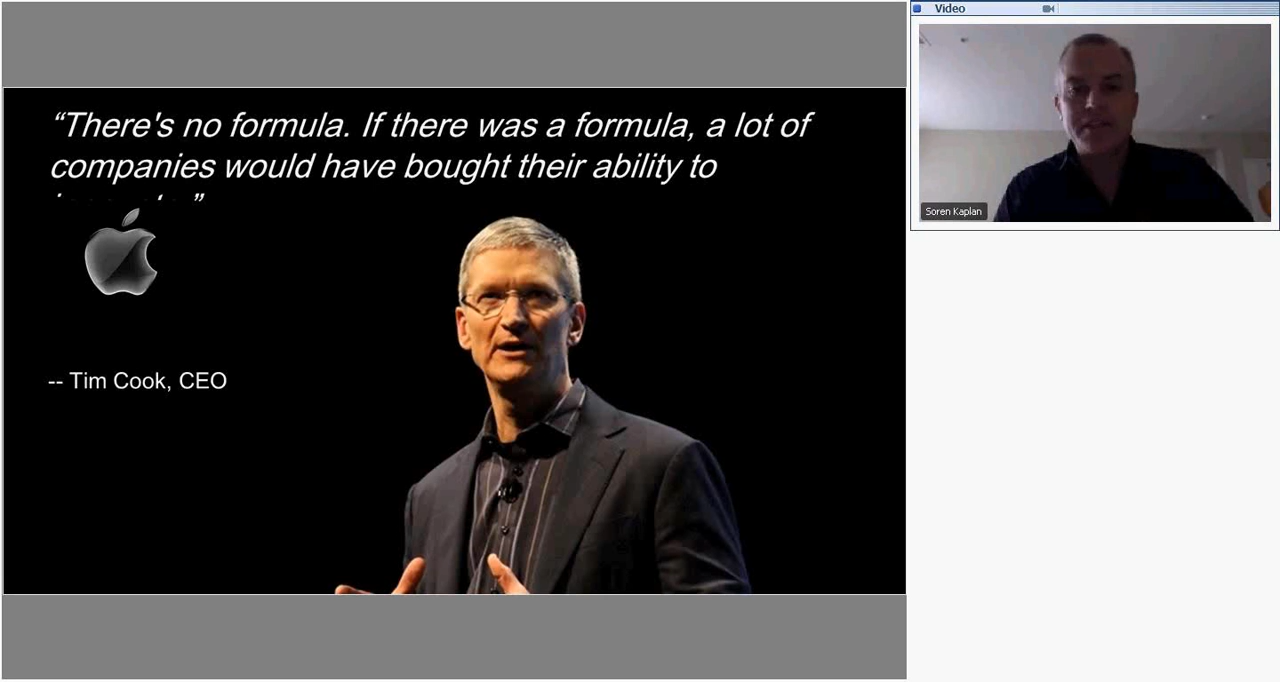 “There's no formula. If there was a formula, a lot of
companies would have bought their ability to
”
-- Tim Cook, CEO
Video
Soren Kaplan